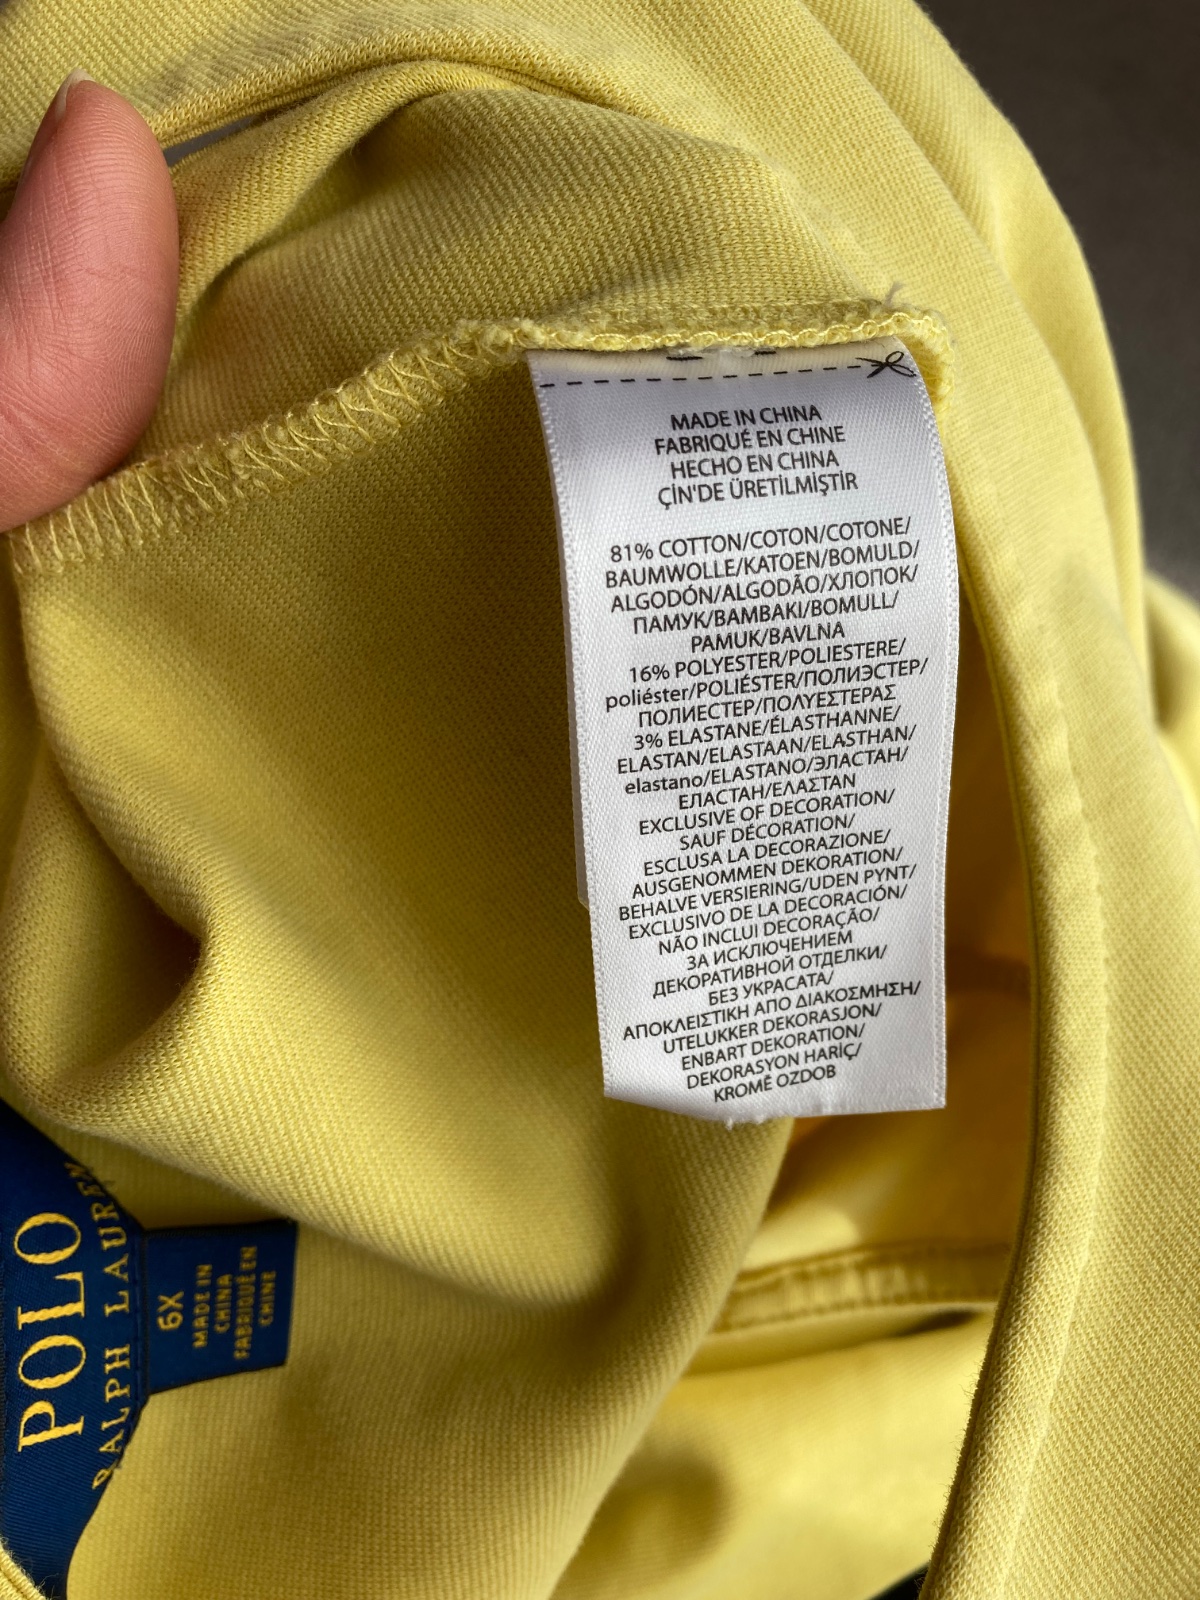 MADE IN CHINA
FABRIQUÉ EN CHINE
HECHO EN CHINA
ÇİN'DE ÜRETİLMİŞTİR
81% COTTON/COTON/COTONE/
BAUMWOLLE/KATOEN/BOMULD/
ALGODÓN/ALGODÃO/ХЛОПОК/
ПАМУК/ΒΑΜΒΑΚΙ/BOMULL/
PAMUK/BAVLNA
16% POLYESTER/POLIESTERE/
poliéster/POLIÉSTER/ПОЛИЭСТЕР/
ПОЛИЕСТЕР/ΠΟΛΥΕΣΤΕΡΑΣ
3% ELASTANE/ÉLASTHANNE/
ELASTAN/ELASTAAN/ELASTHAN/
elastano/ELASTANO/ЭЛАСТАН/
ЕЛАСТАН/ΕΛΑΣΤΑΝ
EXCLUSIVE OF DECORATION/
SAUF DÉCORATION/
ESCLUSA LA DECORAZIONE/
AUSGENOMMEN DEKORATION/
BEHALVE VERSIERING/UDEN PYNT/
EXCLUSIVO DE LA DECORACIÓN/
NÃO INCLUI DECORAÇÃO/
ЗА ИСКЛЮЧЕНИЕМ
ДЕКОРАТИВНОЙ ОТДЕЛКИ/
БЕЗ УКРАСАТА/
ΑΠΟΚΛΕΙΣΤΙΚΗ ΑΠΟ ΔΙΑΚΟΣΜΗΣΗ/
UTELUKKER DEKORASJON/
ENBART DEKORATION/
DEKORASYON HARİÇ/
KROMĚ OZDOB
POLO
RALPH LAUREN
6X
MADE IN
CHINA
FABRIQUÉ EN
CHINE